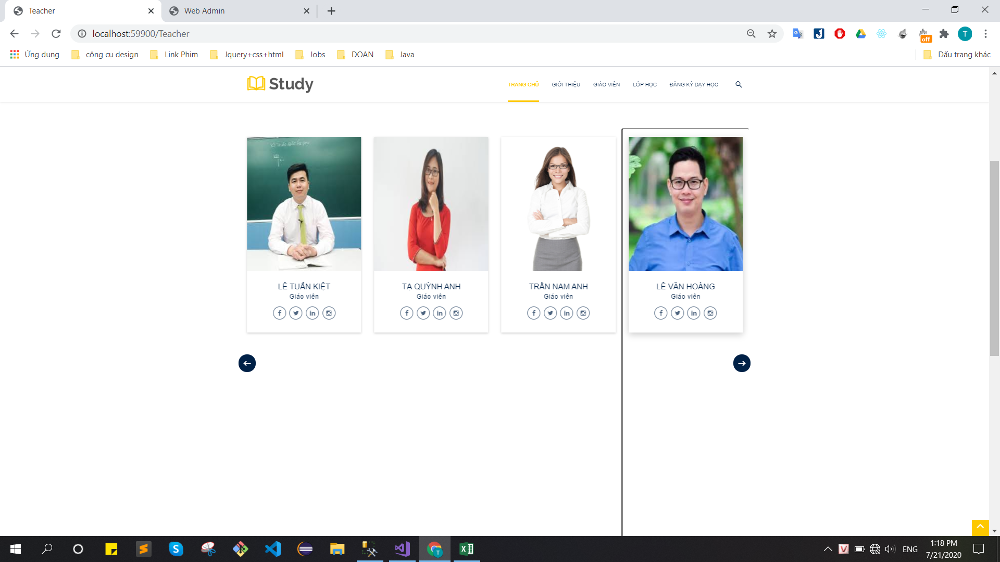 Teacher
Web Admin
localhost:59900/Teacher
T
off
Ứng dụng
công cụ design
Link Phim
Jquery+css+html
Jobs
DOAN
Java
Dấu trang khác
Study
TRANG CHỦ
GIỚI THIỆU
GIÁO VIÊN
LỚP HỌC
ĐĂNG KÝ DẠY HỌC
LÊ TUẤN KIỆT
Giáo viên
TẠ QUỲNH ANH
Giáo viên
TRẦN NAM ANH
Giáo viên
LÊ VĂN HOÀNG
Giáo viên
ENG
1:18 PM
7/21/2020